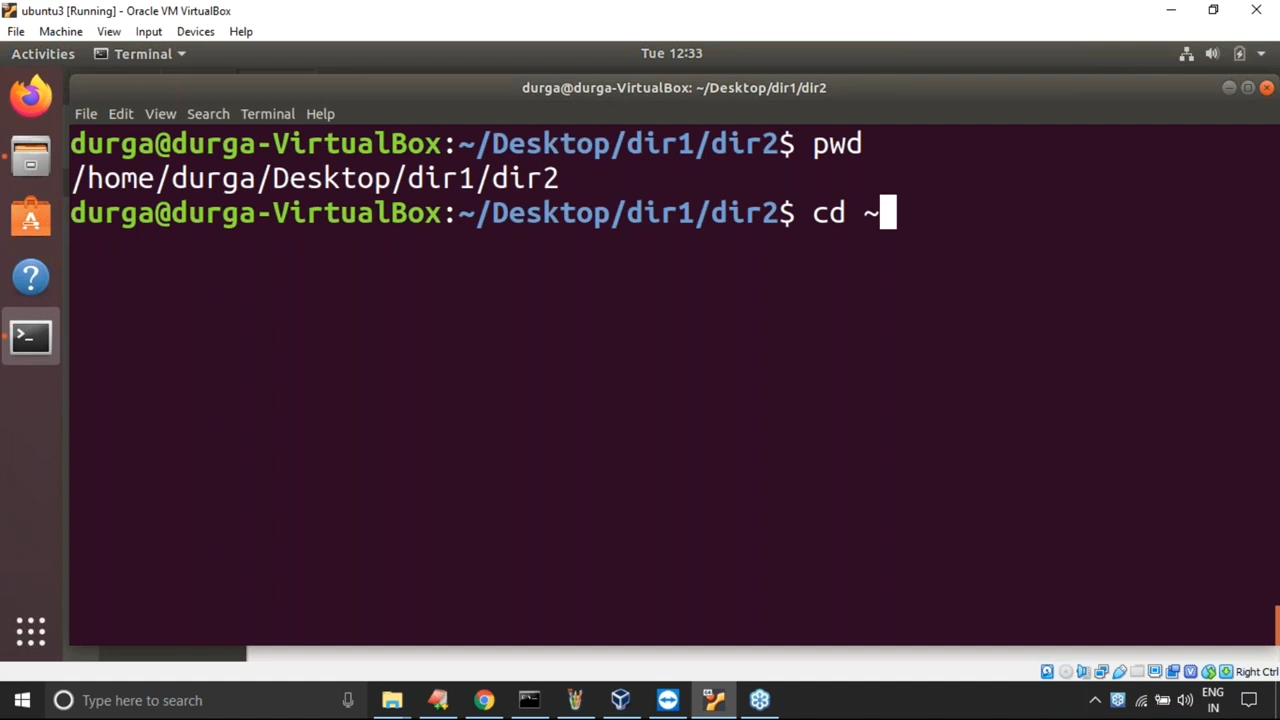 ubuntu3 [Running] - Oracle VM VirtualBox
File Machine View Input Devices Help
Activities Terminal Tue 12:33
durga@durga-VirtualBox: ~/Desktop/dir1/dir2
File Edit View Search Terminal Help
durga@durga-VirtualBox:~/Desktop/dir1/dir2$ pwd
/home/durga/Desktop/dir1/dir2
durga@durga-VirtualBox:~/Desktop/dir1/dir2$ cd ~
Right Ctrl
Type here to search
ENG
IN